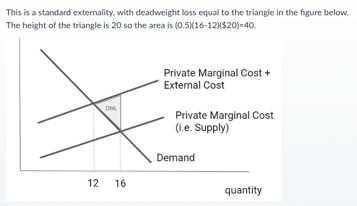 This is a standard externality, with deadweight loss equal to the triangle in the figure below.
The height of the triangle is 20 so the area is (0.5)(16-12)($20)=40.
Private Marginal Cost +
External Cost
DWL
Private Marginal Cost
(i.e. Supply)
Demand
12 16
quantity